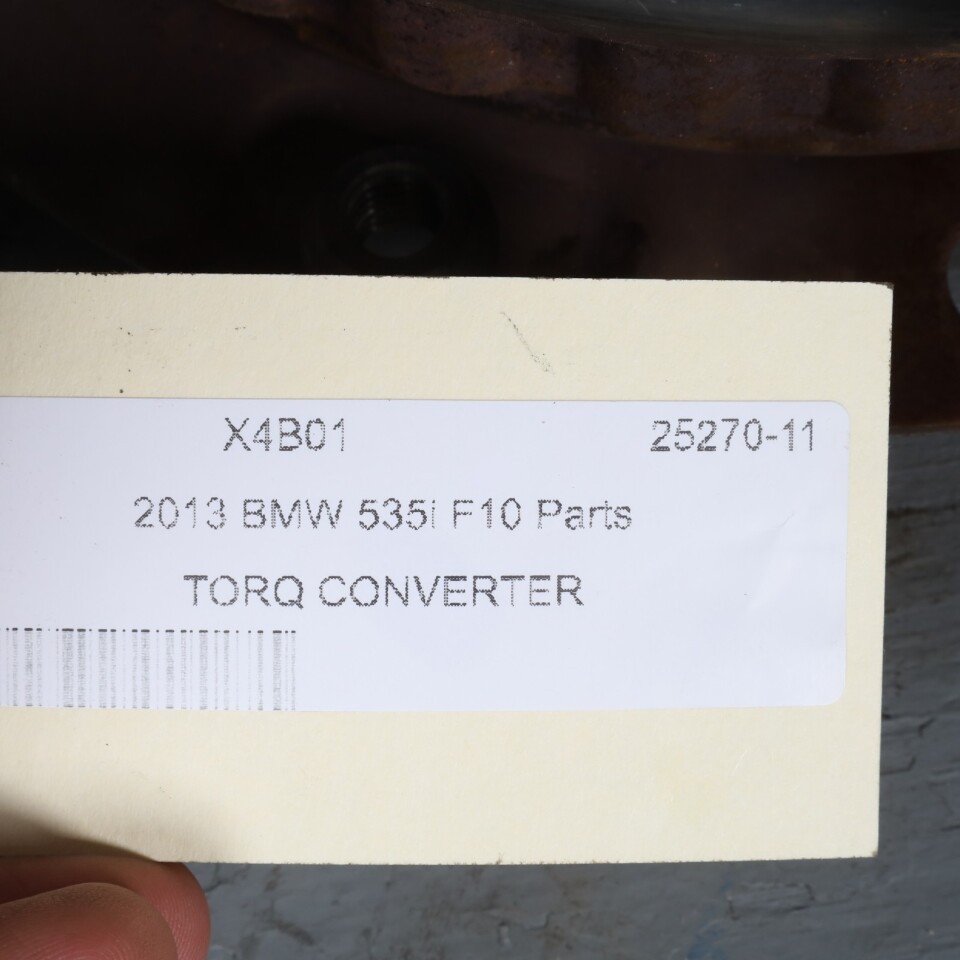 X4B01 25270-11
2013 BMW 535i F10 Parts
TORQ CONVERTER